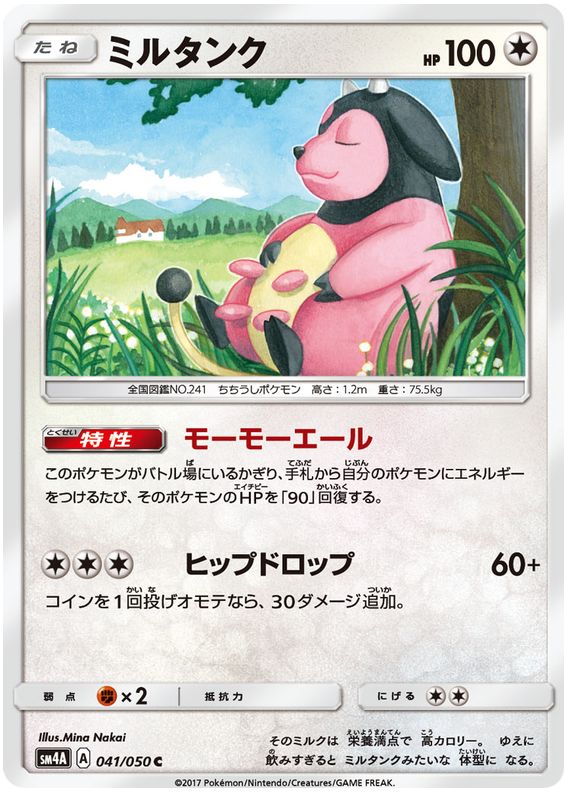 たね ミルタンク HP 100
全国図鑑NO.241 ちちうしポケモン 高さ:1.2m 重さ:75.5kg
とくせい
特性 モーモーエール
このポケモンがバトル場にいるかぎり、手札から自分のポケモンにエネルギー
をつけるたび、そのポケモンのHPを「90」回復する。
ヒップドロップ 60+
コインを1回投げオモテなら、30ダメージ追加。
弱点 ×2 抵抗力 にげる
Illus.Mina Nakai
SM4A A 041/050 C
そのミルクは 栄養満点で 高カロリー。 ゆえに
飲みすぎると ミルタンクみたいな 体型に なる。
©2017 Pokémon/Nintendo/Creatures/GAME FREAK.